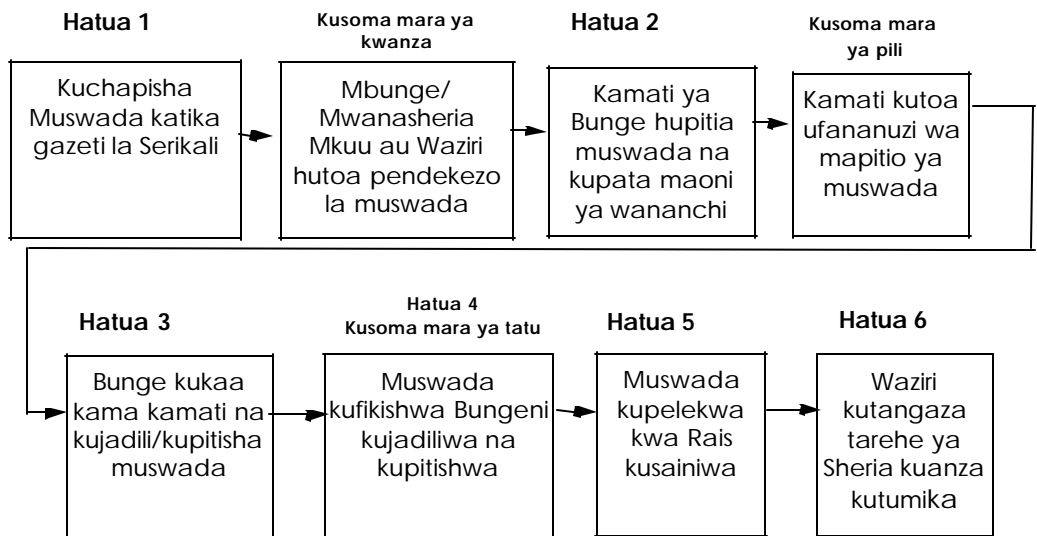 Hatua 1
Kuchapisha
Muswada katika
gazeti la Serikali
Kusoma mara ya
kwanza
Mbunge/
Mwanasheria
Mkuu au Waziri
hutoa pendekezo
la muswada
Hatua 2
Kamati ya
Bunge hupitia
muswada na
kupata maoni
ya wananchi
Kusoma mara
ya pili
Kamati kutoa
ufananuzi wa
mapitio ya
muswada
Hatua 3
Bunge kukaa
kama kamati na
kujadili/kupitisha
muswada
Hatua 4
Kusoma mara ya tatu
Muswada
kufikishwa Bungeni
kujadiliwa na
kupitishwa
Hatua 5
Muswada
kupelekwa
kwa Rais
kusainiwa
Hatua 6
Waziri
kutangaza
tarehe ya
Sheria kuanza
kutumika